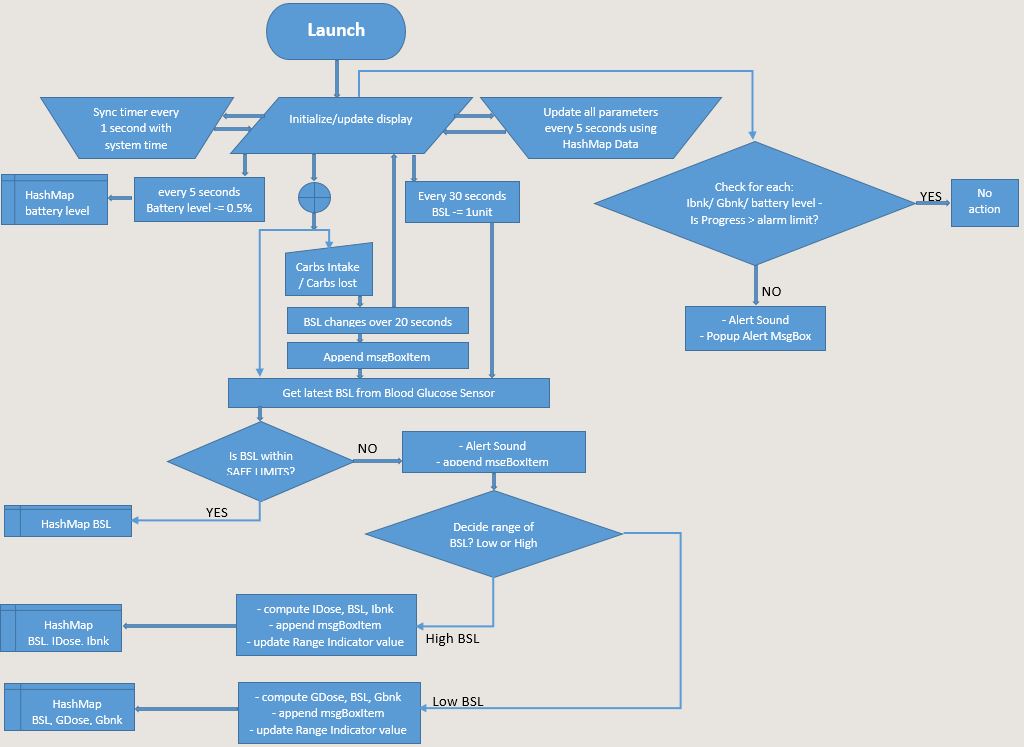 Launch
Sync timer every
1 second with
system time
Initialize/update display
Update all parameters
every 5 seconds using
HashMap Data
HashMap
battery level
every 5 seconds
Battery level -= 0.5%
Every 30 seconds
BSL -= 1unit
Check for each:
Ibnk/ Gbnk/ battery level -
Is Progress > alarm limit?
YES
No
action
NO
- Alert Sound
- Popup Alert MsgBox
Carbs Intake
/ Carbs lost
BSL changes over 20 seconds
Append msgBoxItem
Get latest BSL from Blood Glucose Sensor
Is BSL within
SAFE LIMITS?
NO
- Alert Sound
- append msgBoxItem
YES
HashMap BSL
Decide range of
BSL? Low or High
HashMap
BSL, IDose, Ibnk
- compute IDose, BSL, Ibnk
- append msgBoxItem
- update Range Indicator value
High BSL
HashMap
BSL, GDose, Gbnk
- compute GDose, BSL, Gbnk
- append msgBoxItem
- update Range Indicator value
Low BSL